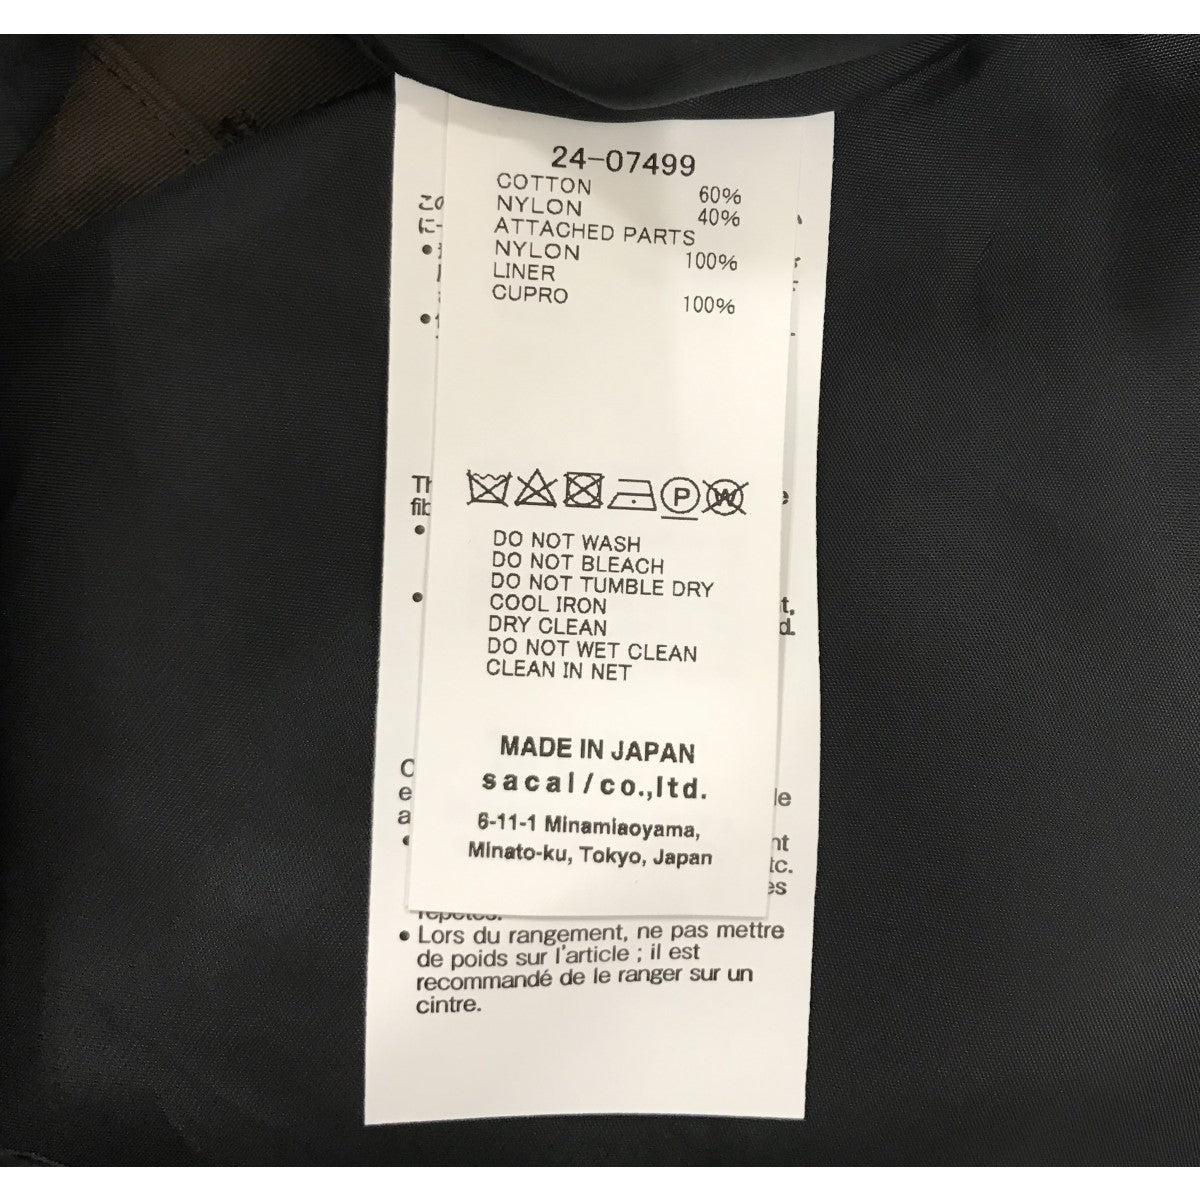 24-07499
COTTON 60%
NYLON 40%
ATTACHED PARTS
NYLON 100%
LINER
CUPRO 100%
P W
DO NOT WASH
DO NOT BLEACH
DO NOT TUMBLE DRY
COOL IRON
DRY CLEAN
DO NOT WET CLEAN
CLEAN IN NET
MADE IN JAPAN
sacai/co.,ltd.
6-11-1 Minamiaoyama,
Minato-ku, Tokyo, Japan
• Lors du rangement, ne pas mettre
de poids sur l'article ; il est
recommandé de le ranger sur un
cintre.